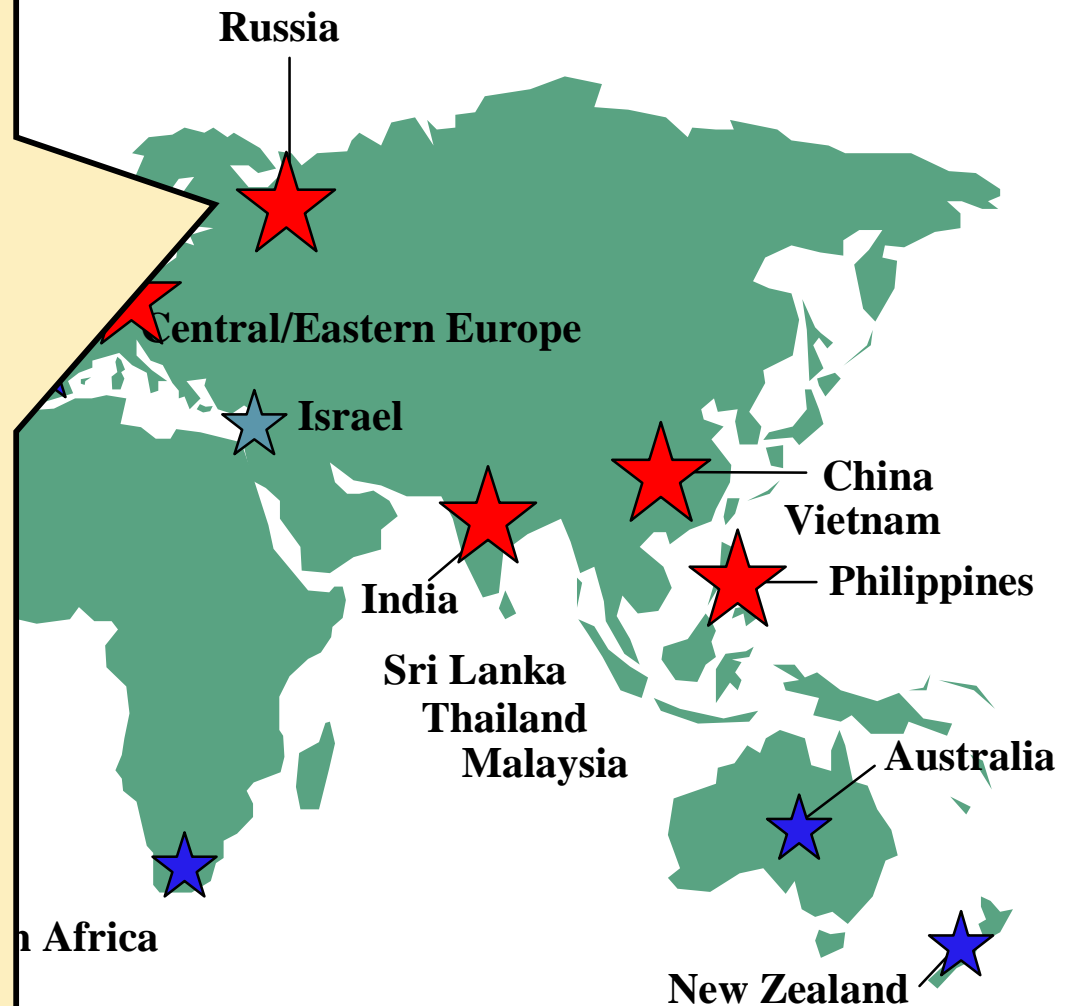 Russia
Central/Eastern Europe
Israel
China
Vietnam
Philippines
India
Sri Lanka
Thailand
Malaysia
Australia
Africa
New Zealand